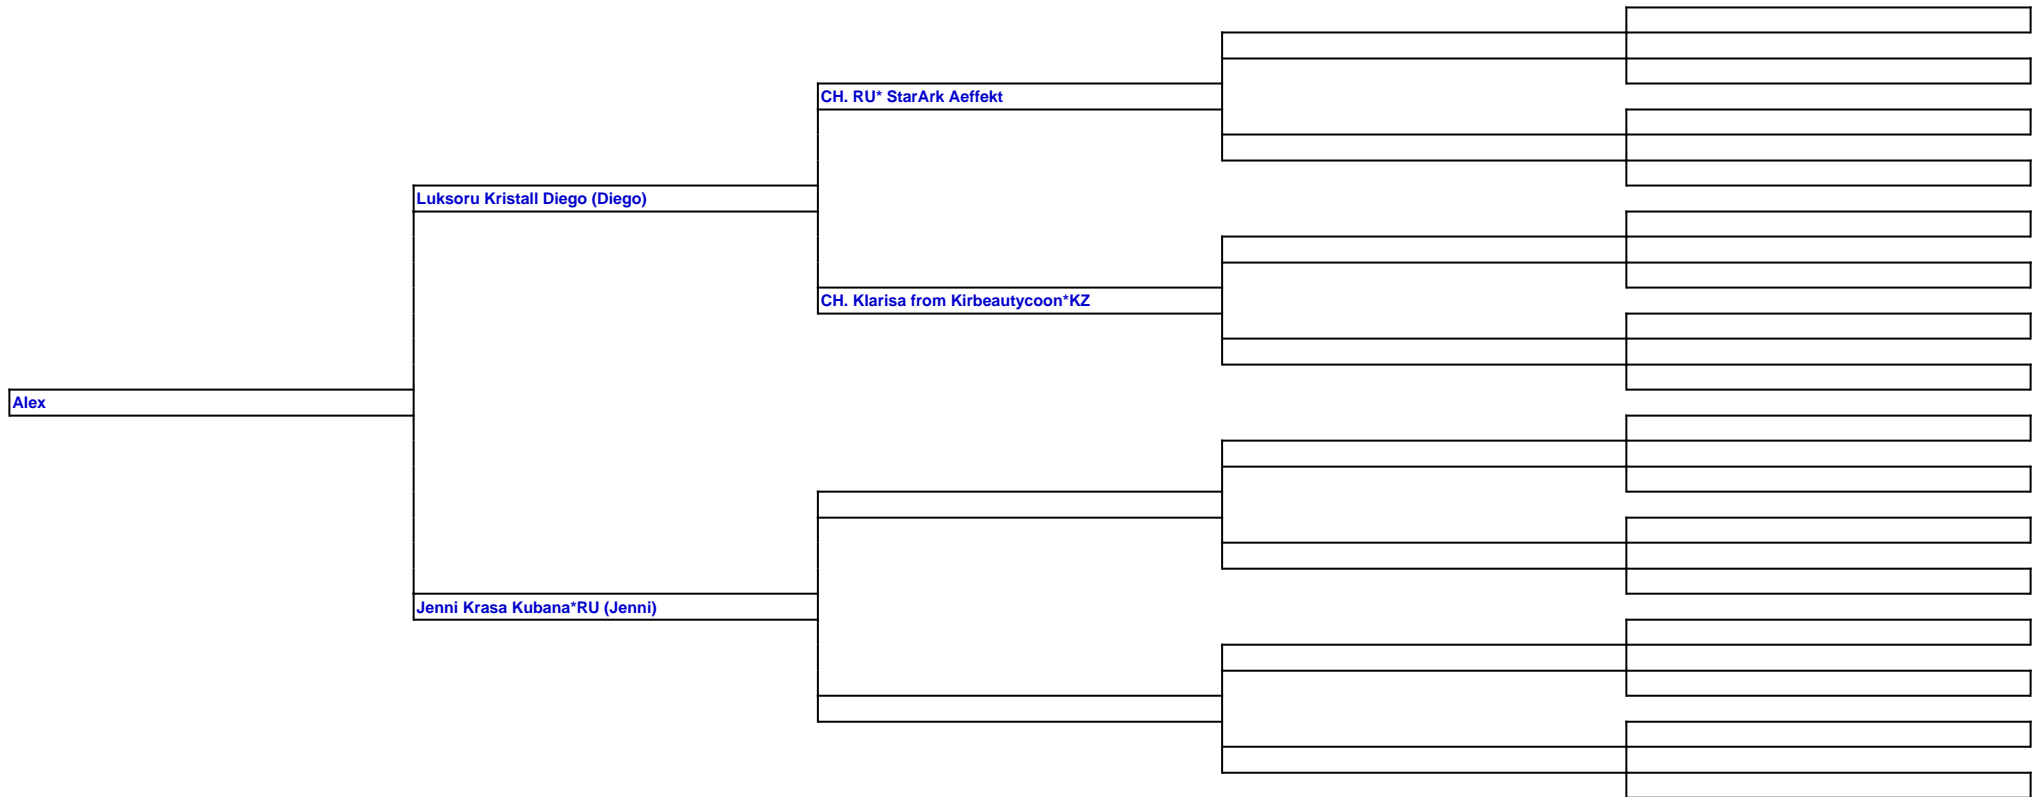 CH. RU* StarArk Aeffekt
Luksoru Kristall Diego (Diego)
CH. Klarisa from Kirbeautycoon*KZ
Alex
Jenni Krasa Kubana*RU (Jenni)